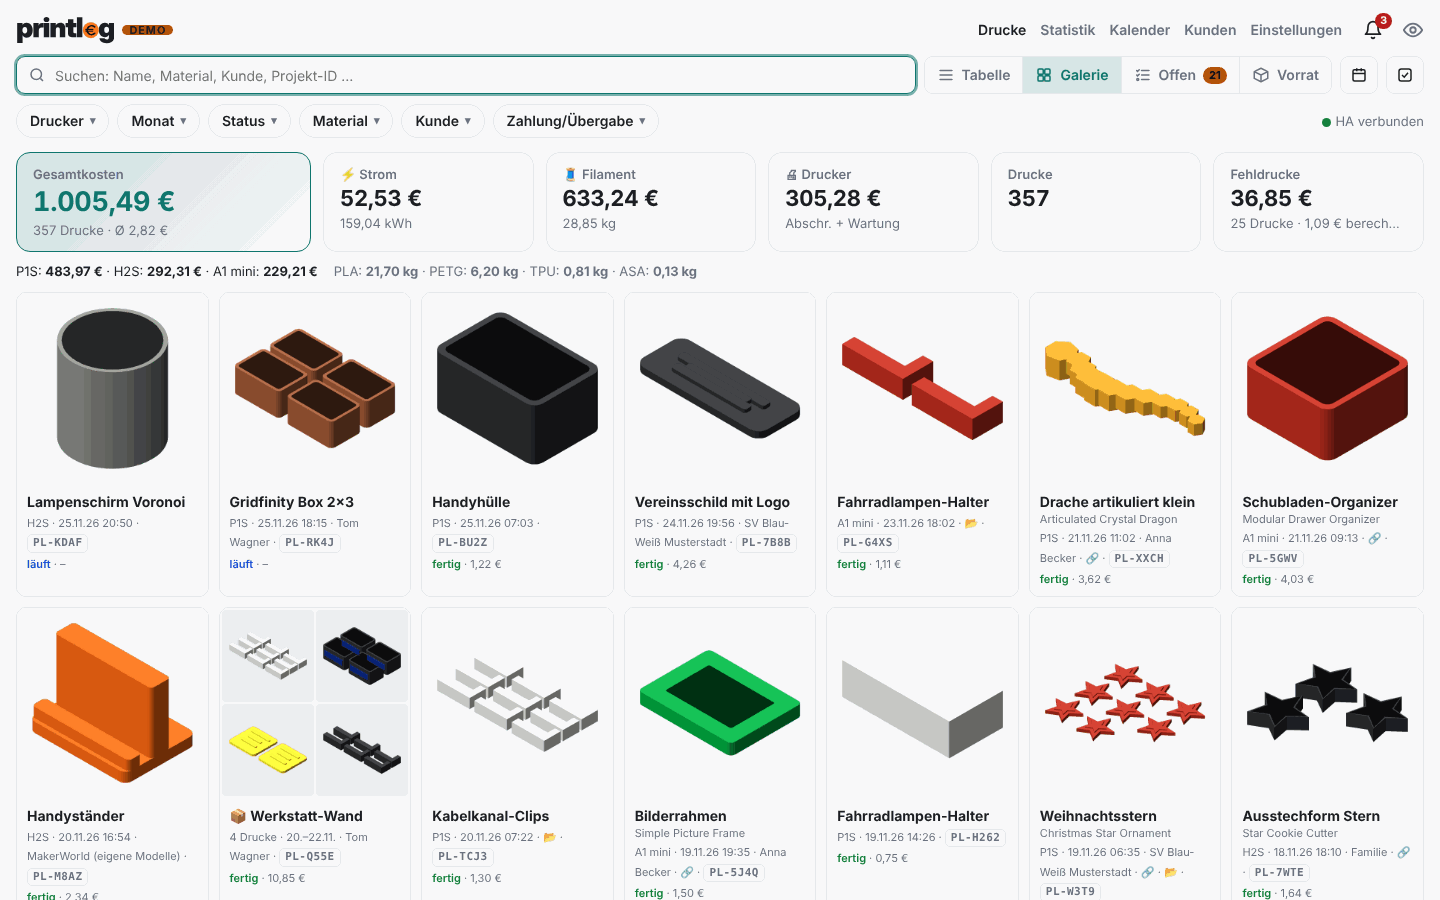 printl€g DEMO
Drucke Statistik Kalender Kunden Einstellungen 3
Suchen: Name, Material, Kunde, Projekt-ID ...
Tabelle Galerie Offen 21 Vorrat
Drucker ▾ Monat ▾ Status ▾ Material ▾ Kunde ▾ Zahlung/Übergabe ▾
HA verbunden
Gesamtkosten
1.005,49 €
357 Drucke · Ø 2,82 €
⚡ Strom
52,53 €
159,04 kWh
🧵 Filament
633,24 €
28,85 kg
🖨 Drucker
305,28 €
Abschr. + Wartung
Drucke
357
Fehldrucke
36,85 €
25 Drucke · 1,09 € berech...
P1S: 483,97 € · H2S: 292,31 € · A1 mini: 229,21 € PLA: 21,70 kg · PETG: 6,20 kg · TPU: 0,81 kg · ASA: 0,13 kg
Lampenschirm Voronoi
H2S · 25.11.26 20:50 ·
PL-KDAF
läuft · –
Gridfinity Box 2×3
P1S · 25.11.26 18:15 · Tom
Wagner · PL-RK4J
läuft · –
Handyhülle
P1S · 25.11.26 07:03 ·
PL-BU2Z
fertig · 1,22 €
Vereinsschild mit Logo
P1S · 24.11.26 19:56 · SV Blau-
Weiß Musterstadt · PL-7B8B
fertig · 4,26 €
Fahrradlampen-Halter
A1 mini · 23.11.26 18:02 · 📂 ·
PL-G4XS
fertig · 1,11 €
Drache artikuliert klein
Articulated Crystal Dragon
P1S · 21.11.26 11:02 · Anna
Becker · 🔗 · PL-XXCH
fertig · 3,62 €
Schubladen-Organizer
Modular Drawer Organizer
A1 mini · 21.11.26 09:13 · 🔗 ·
PL-5GWV
fertig · 4,03 €
Handyständer
H2S · 20.11.26 16:54 ·
MakerWorld (eigene Modelle) ·
PL-M8AZ
fertig · 2,34 €
📦 Werkstatt-Wand
4 Drucke · 20.–22.11. · Tom
Wagner · PL-Q55E
fertig · 10,85 €
Kabelkanal-Clips
P1S · 20.11.26 07:22 · 📂 ·
PL-TCJ3
fertig · 1,30 €
Bilderrahmen
Simple Picture Frame
A1 mini · 19.11.26 19:35 · Anna
Becker · 🔗 · PL-5J4Q
fertig · 1,50 €
Fahrradlampen-Halter
P1S · 19.11.26 14:26 · PL-H262
fertig · 0,75 €
Weihnachtsstern
Christmas Star Ornament
P1S · 19.11.26 06:35 · SV Blau-
Weiß Musterstadt · 🔗 · 📂 ·
PL-W3T9
Ausstechform Stern
Star Cookie Cutter
H2S · 18.11.26 18:10 · Familie · 🔗
· PL-7WTE
fertig · 1,64 €